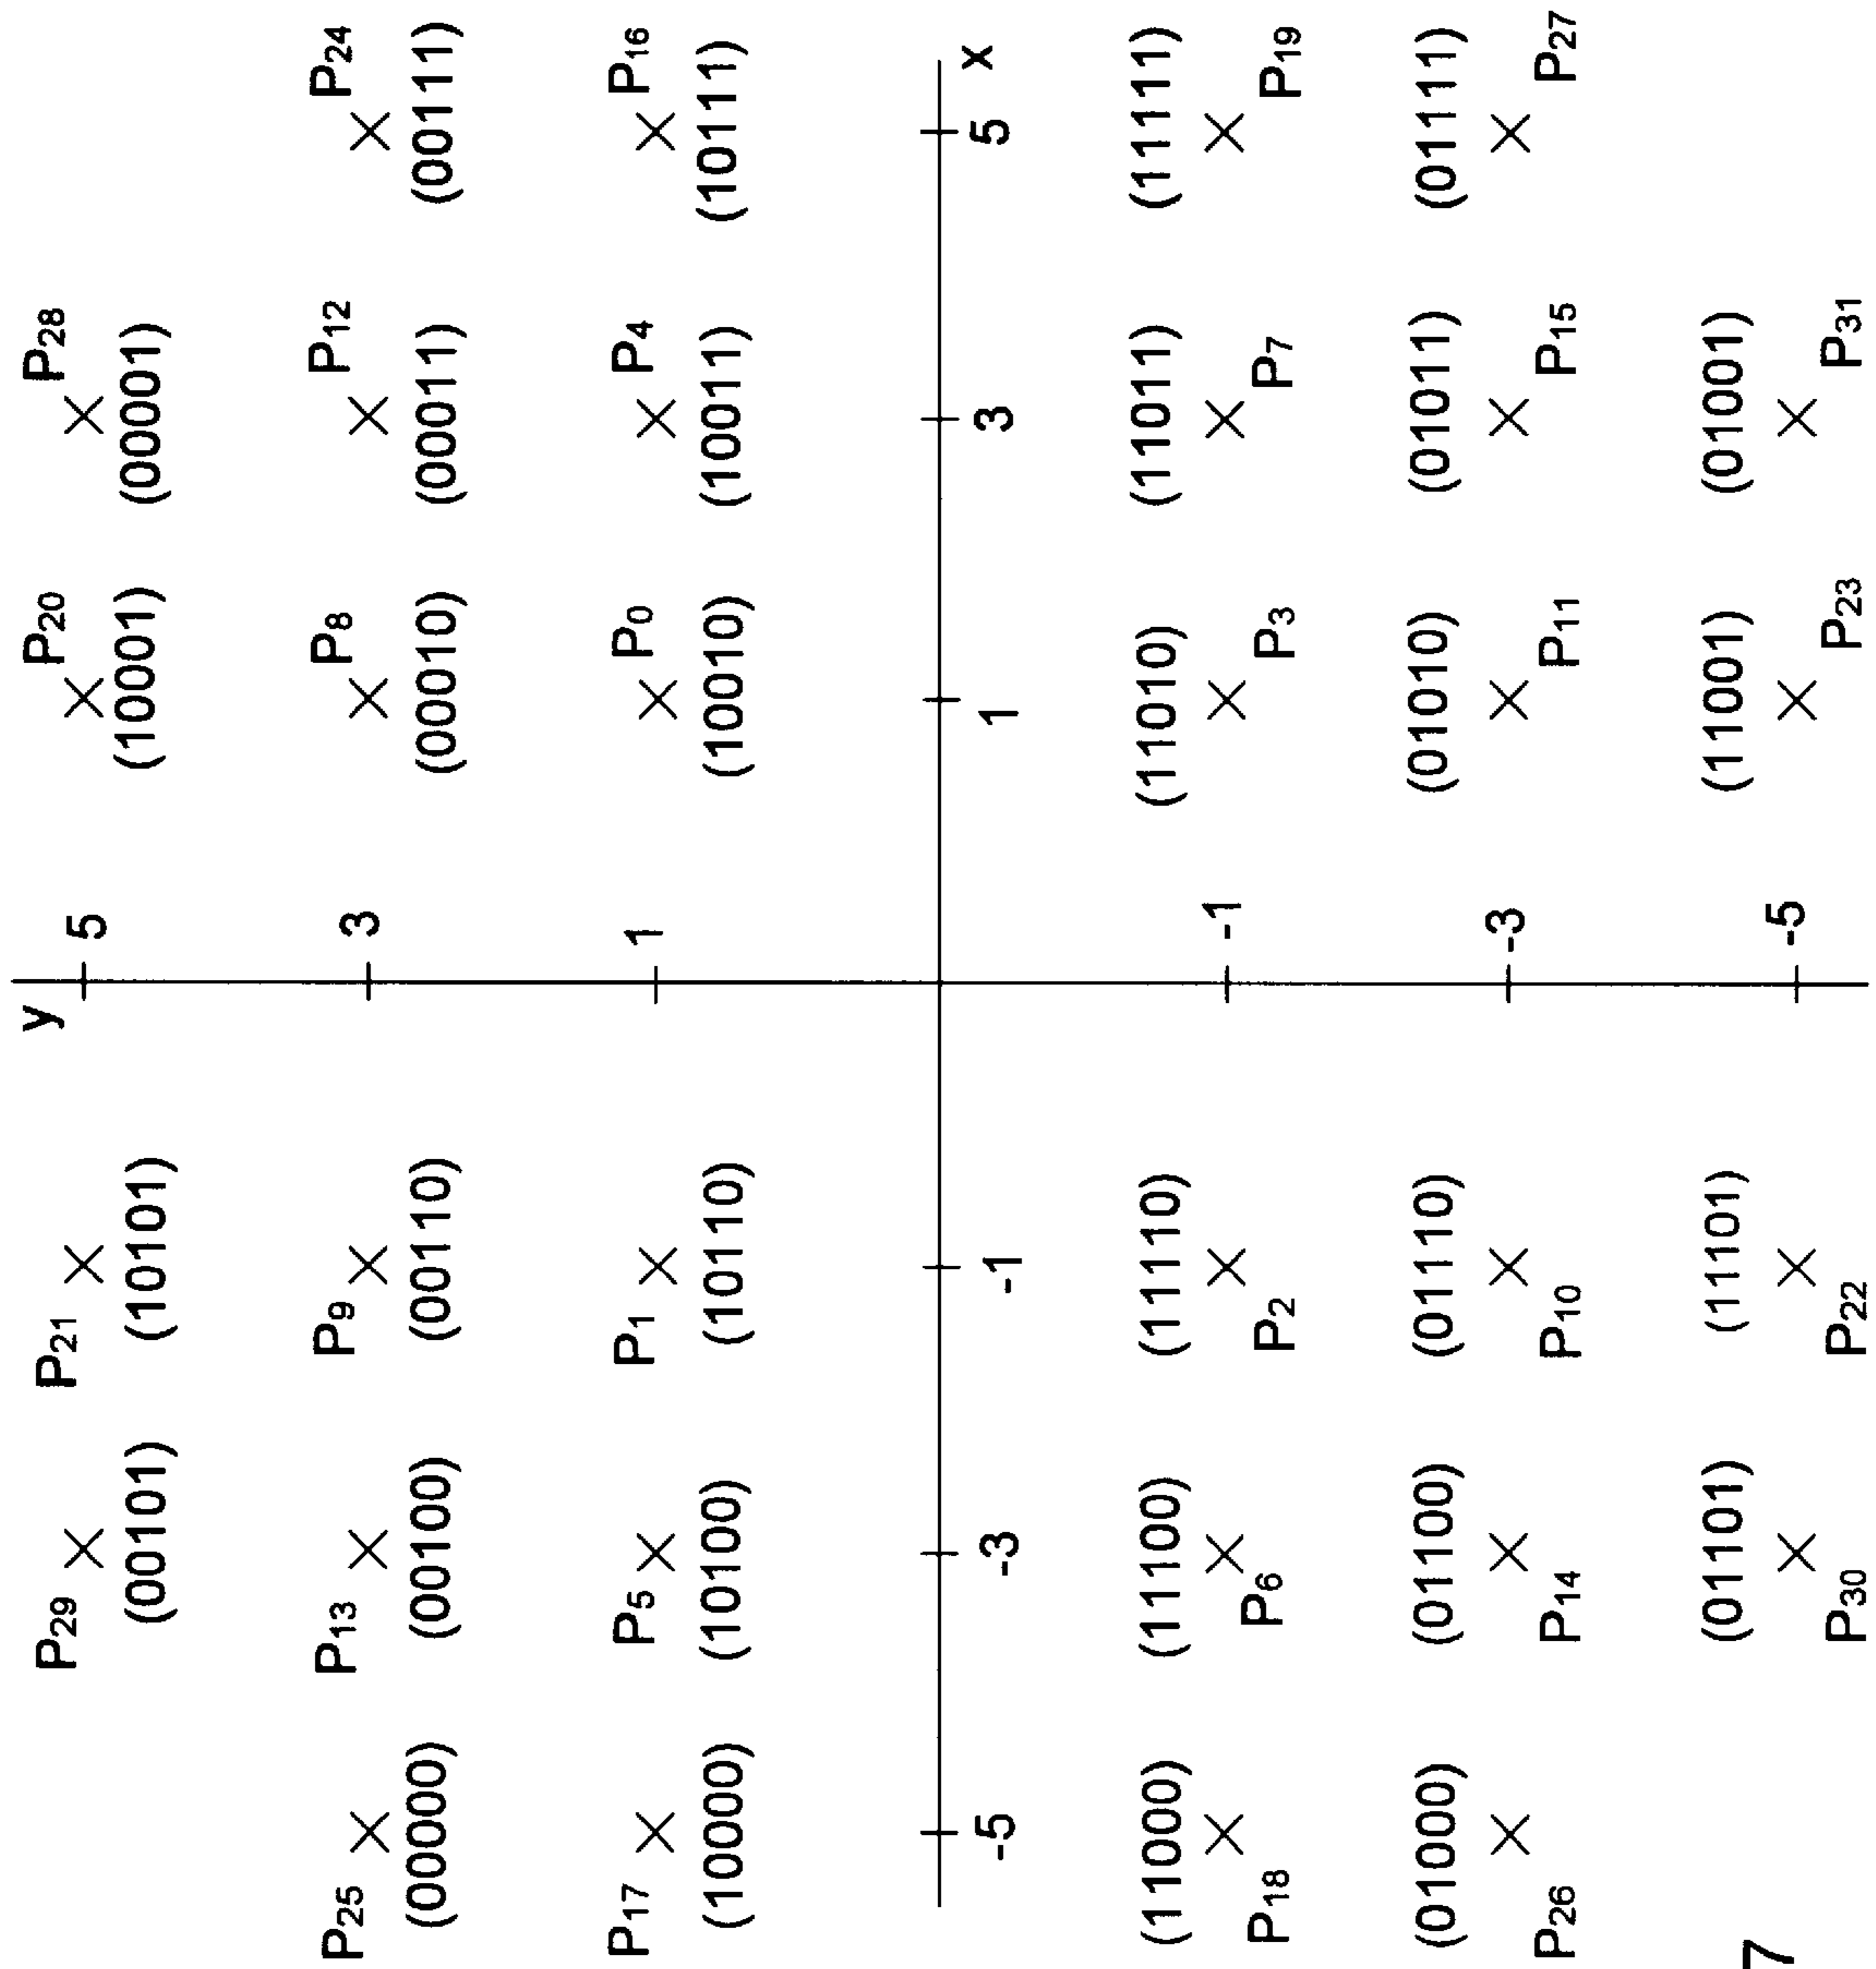 P29 P21 y 5 P20 P28
(00101) (10101) (10001) (00001)
P25 P13 P9 3 P8 P12 P24
(00000) (00100) (00110) (00010) (00011) (00111)
P17 P5 P1 1 P0 P4 P16
(10000) (10100) (10110) (10010) (10011) (10111)
-5 -3 -1 1 3 5 x
(11000) (11100) (11110) -1 (11010) (11011) (11111)
P18 P6 P2 P3 P7 P19
(01000) (01100) (01110) -3 (01010) (01011) (01111)
P26 P14 P10 P11 P15 P27
(01101) (11101) -5 (11001) (01001)
P30 P22 P23 P31
7